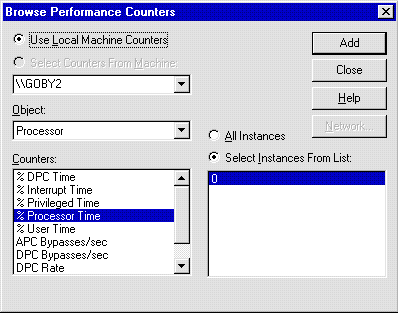 Browse Performance Counters
Use Local Machine Counters
Select Counters From Machine:
\\GOBY2
Object:
Processor
Counters:
% DPC Time
% Interrupt Time
% Privileged Time
% Processor Time
% User Time
APC Bypasses/sec
DPC Bypasses/sec
DPC Rate
All Instances
Select Instances From List:
0
Add
Close
Help
Network...